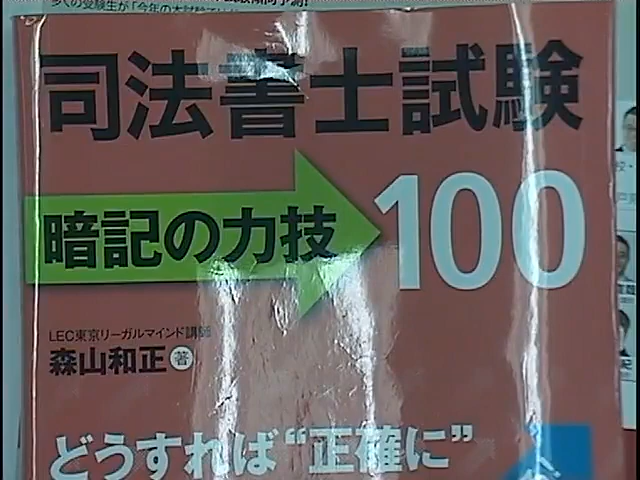 司法書士試験
暗記の力技
100
LEC東京リーガルマインド講師
森山和正 著
どうすれば“正確に”